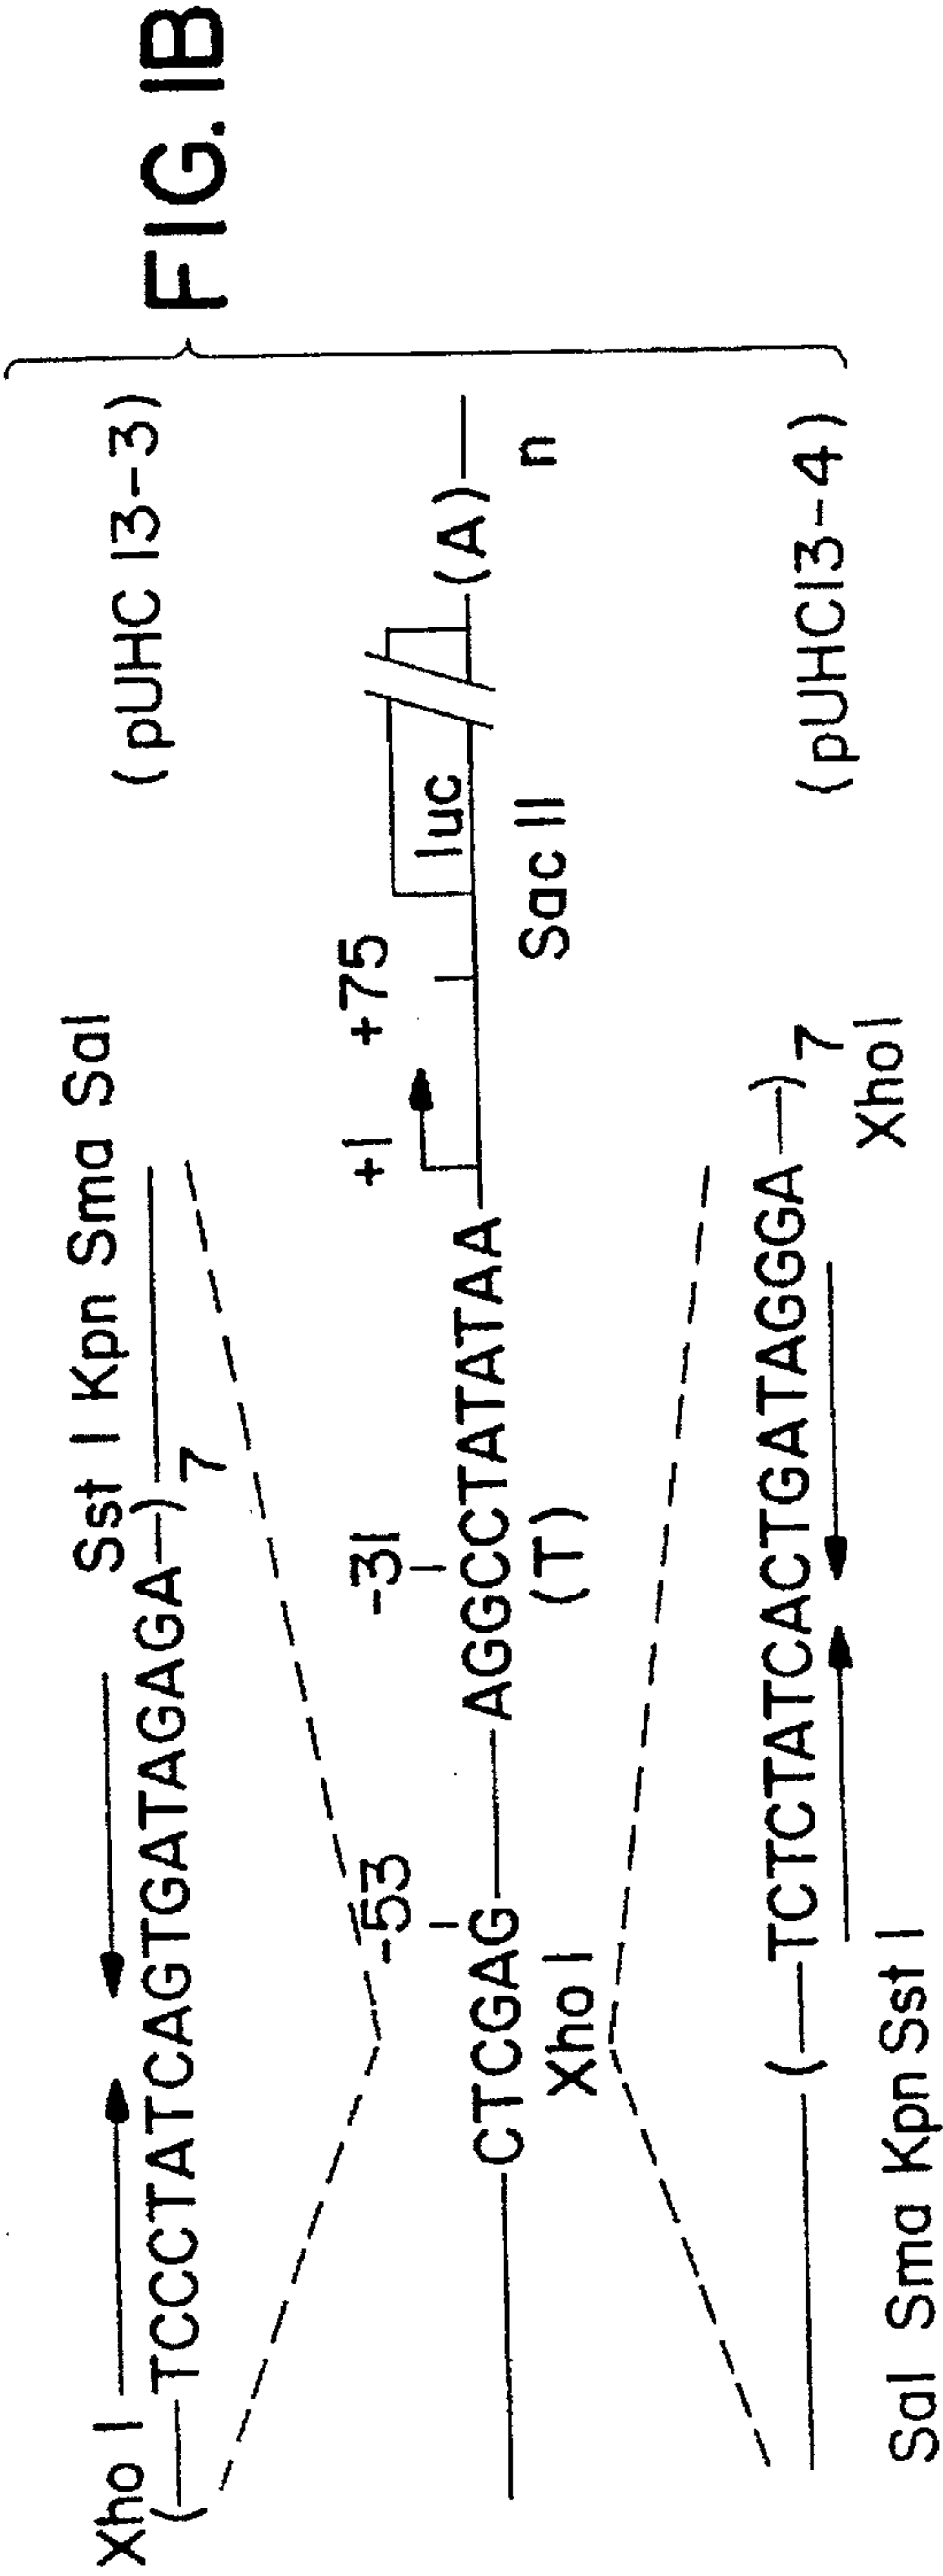 FIG. 1B
Xho I
Sst I Kpn Sma Sal
(—TCCCTATCAGTGATAGAGA—)
7
(pUHC 13-3)
-53
-31
+1
+75
CTCGAG
AGGCCTATATAA
luc
(A)
n
Xho I
(T)
Sac II
(—TCTCTATCACTGATAGGGA—)
7
(pUHC13-4)
Sal Sma Kpn Sst I
Xho I